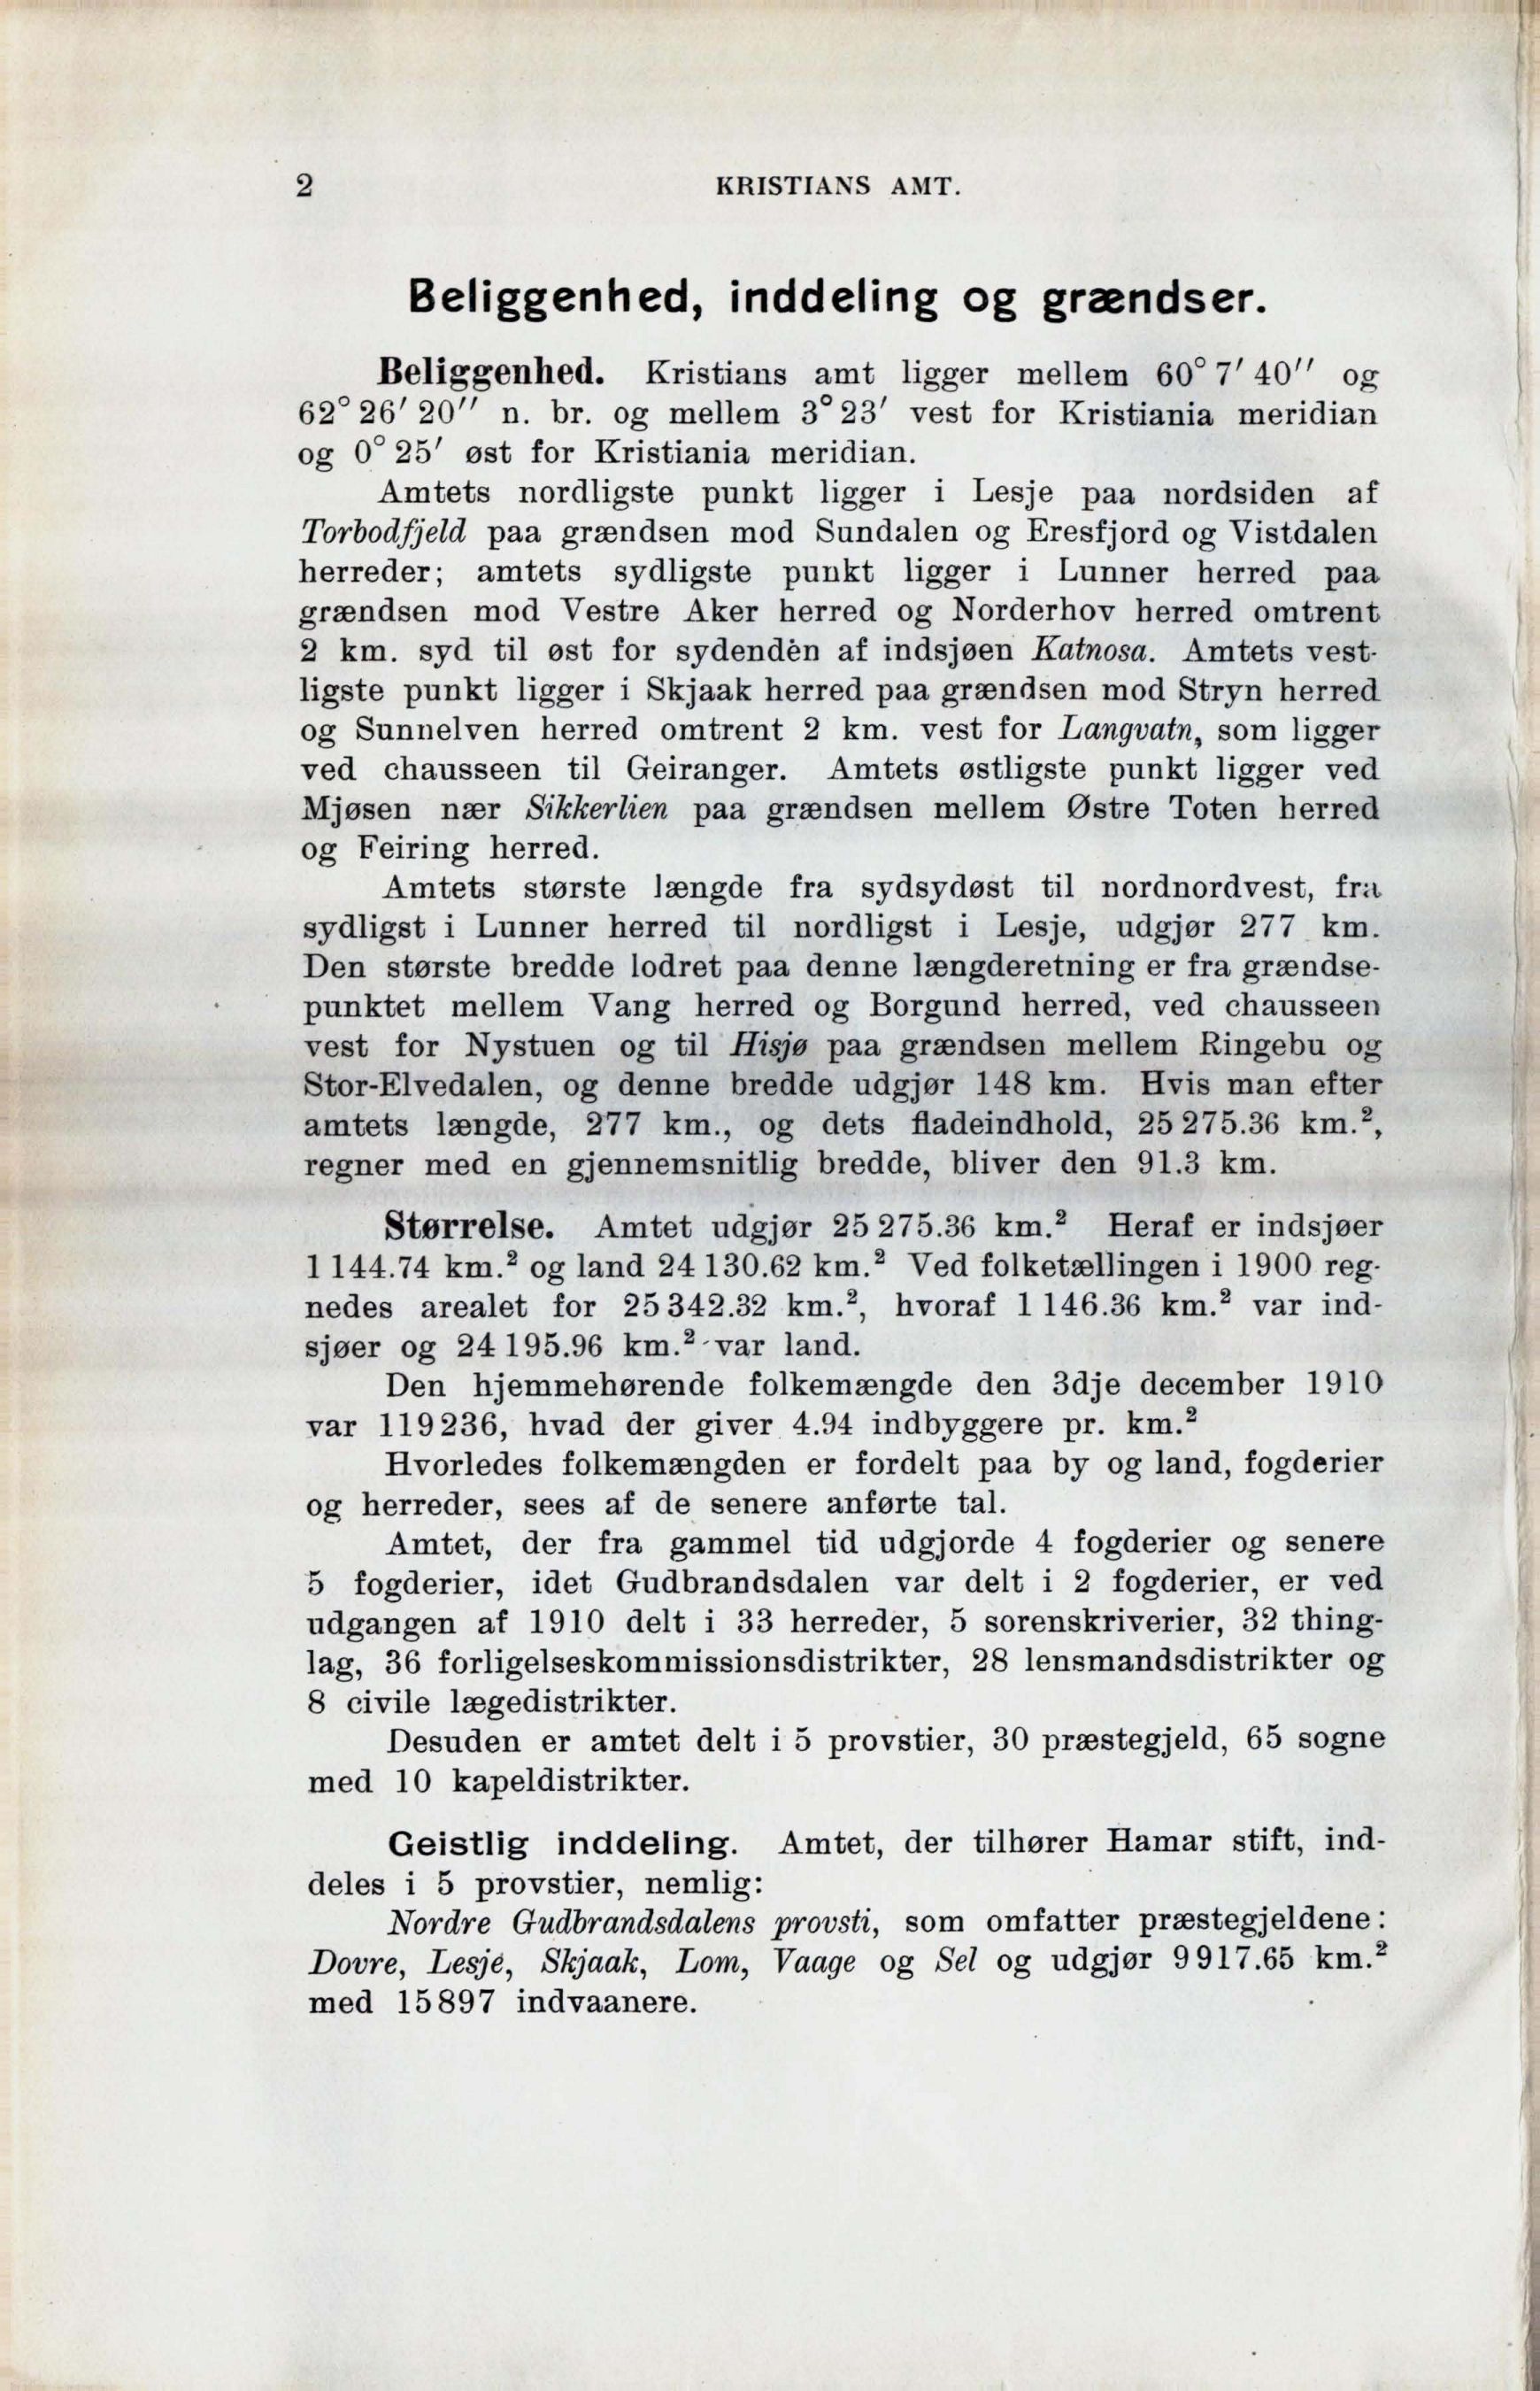 2
KRISTIANS AMT.
Beliggenhed, inddeling og grændser.
Beliggenhed. Kristians amt ligger mellem 60° 7′ 40″ og
62° 26′ 20″ n. br. og mellem 3° 23′ vest for Kristiania meridian
og 0° 25′ øst for Kristiania meridian.
Amtets nordligste punkt ligger i Lesje paa nordsiden af
Torbodfjeld paa grændsen mod Sundalen og Eresfjord og Vistdalen
herreder; amtets sydligste punkt ligger i Lunner herred paa
grændsen mod Vestre Aker herred og Norderhov herred omtrent
2 km. syd til øst for sydenden af indsjøen Katnosa. Amtets vest-
ligste punkt ligger i Skjaak herred paa grændsen mod Stryn herred
og Sunnelven herred omtrent 2 km. vest for Langvatn, som ligger
ved chausseen til Geiranger. Amtets østligste punkt ligger ved
Mjøsen nær Sikkerlien paa grændsen mellem Østre Toten herred
og Feiring herred.
Amtets største længde fra sydsydøst til nordnordvest, fra
sydligst i Lunner herred til nordligst i Lesje, udgjør 277 km.
Den største bredde lodret paa denne længderetning er fra grændse-
punktet mellem Vang herred og Borgund herred, ved chausseen
vest for Nystuen og til Hisjø paa grændsen mellem Ringebu og
Stor-Elvedalen, og denne bredde udgjør 148 km. Hvis man efter
amtets længde, 277 km., og dets fladeindhold, 25 275.36 km.²,
regner med en gjennemsnitlig bredde, bliver den 91.3 km.
Størrelse. Amtet udgjør 25 275.36 km.² Heraf er indsjøer
1 144.74 km.² og land 24 130.62 km.² Ved folketællingen i 1900 reg-
nedes arealet for 25 342.32 km.², hvoraf 1 146.36 km.² var ind-
sjøer og 24 195.96 km.² var land.
Den hjemmehørende folkemængde den 3dje december 1910
var 119 236, hvad der giver 4.94 indbyggere pr. km.²
Hvorledes folkemængden er fordelt paa by og land, fogderier
og herreder, sees af de senere anførte tal.
Amtet, der fra gammel tid udgjorde 4 fogderier og senere
5 fogderier, idet Gudbrandsdalen var delt i 2 fogderier, er ved
udgangen af 1910 delt i 33 herreder, 5 sorenskriverier, 32 thing-
lag, 36 forligelseskommissionsdistrikter, 28 lensmandsdistrikter og
8 civile lægedistrikter.
Desuden er amtet delt i 5 provstier, 30 præstegjeld, 65 sogne
med 10 kapeldistrikter.
Geistlig inddeling. Amtet, der tilhører Hamar stift, ind-
deles i 5 provstier, nemlig:
Nordre Gudbrandsdalens provsti, som omfatter præstegjeldene:
Dovre, Lesje, Skjaak, Lom, Vaage og Sel og udgjør 9 917.65 km.²
med 15 897 indvaanere.